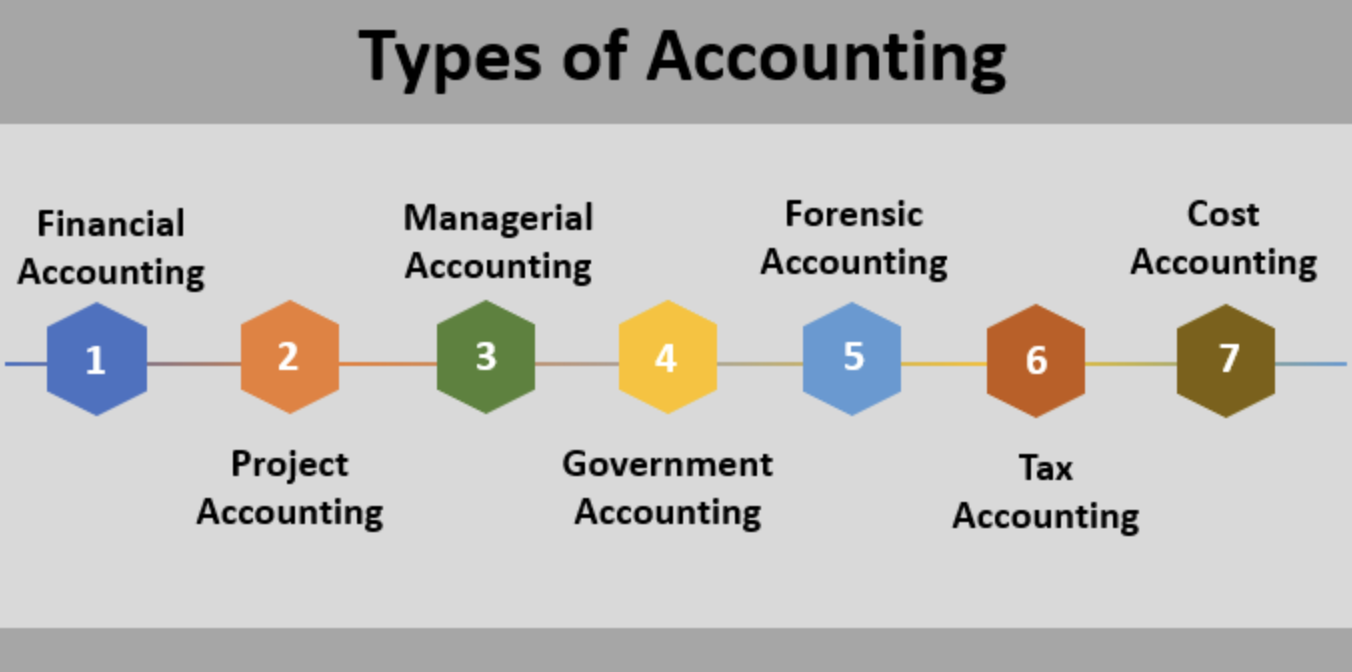 Types of Accounting
Financial
Accounting
1
2
Project
Accounting
Managerial
Accounting
3
4
Government
Accounting
Forensic
Accounting
5
6
Tax
Accounting
Cost
Accounting
7